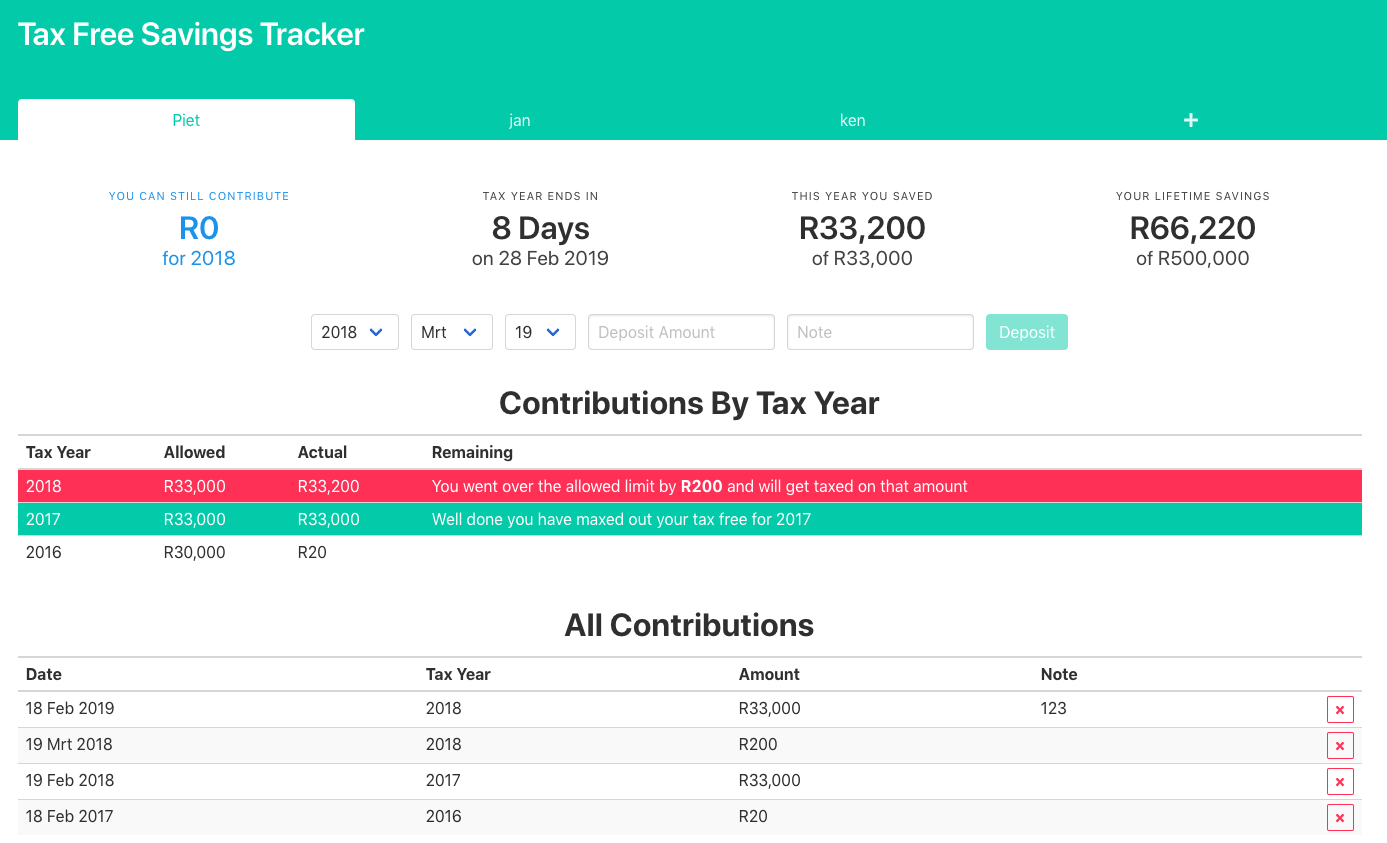 Tax Free Savings Tracker
Piet jan ken +
YOU CAN STILL CONTRIBUTE TAX YEAR ENDS IN THIS YEAR YOU SAVED YOUR LIFETIME SAVINGS
R0 8 Days R33,200 R66,220
for 2018 on 28 Feb 2019 of R33,000 of R500,000
2018 Mrt 19 Deposit Amount Note Deposit
Contributions By Tax Year
Tax Year Allowed Actual Remaining
2018 R33,000 R33,200 You went over the allowed limit by R200 and will get taxed on that amount
2017 R33,000 R33,000 Well done you have maxed out your tax free for 2017
2016 R30,000 R20
All Contributions
Date Tax Year Amount Note
18 Feb 2019 2018 R33,000 123
19 Mrt 2018 2018 R200
19 Feb 2018 2017 R33,000
18 Feb 2017 2016 R20